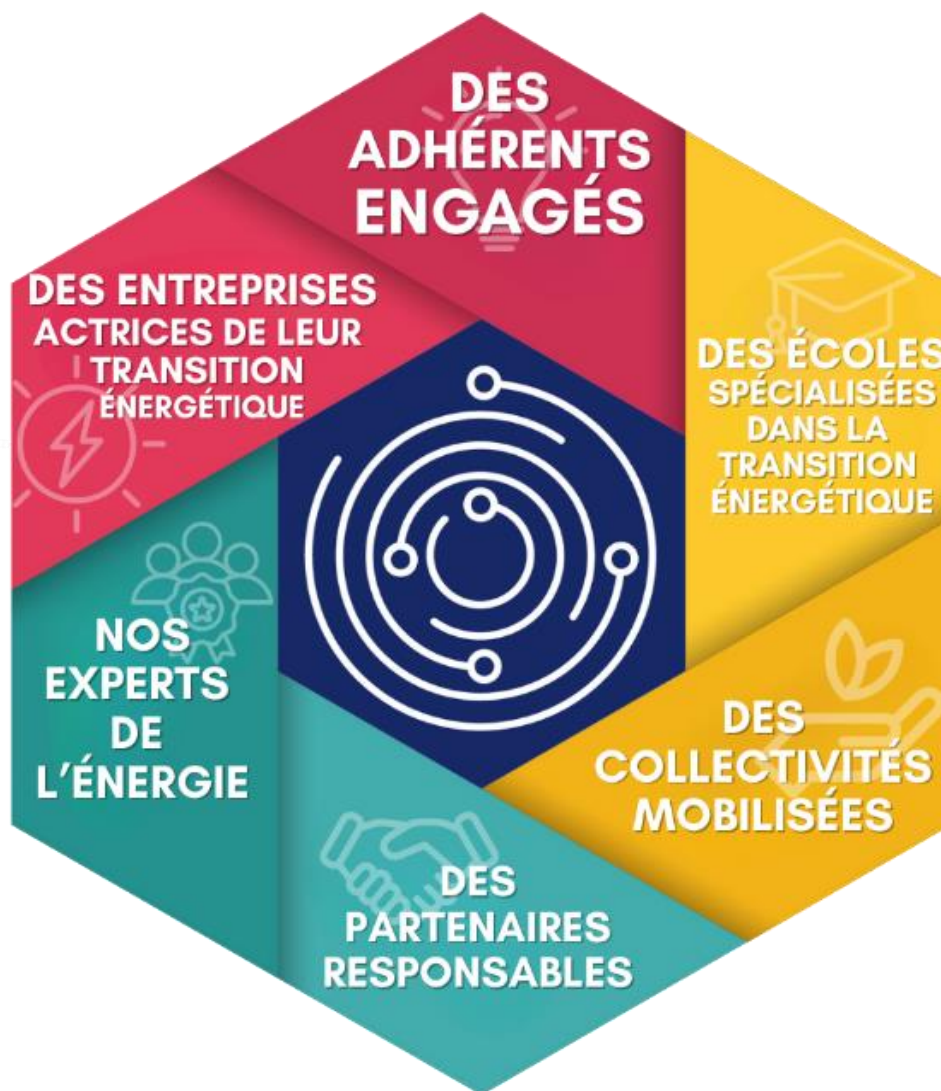 DES
ADHÉRENTS
ENGAGÉS
DES ENTREPRISES
ACTRICES DE LEUR
TRANSITION
ÉNERGÉTIQUE
DES ÉCOLES
SPÉCIALISÉES
DANS LA
TRANSITION
ÉNERGÉTIQUE
NOS
EXPERTS
DE
L'ÉNERGIE
DES
COLLECTIVITÉS
MOBILISÉES
DES
PARTENAIRES
RESPONSABLES